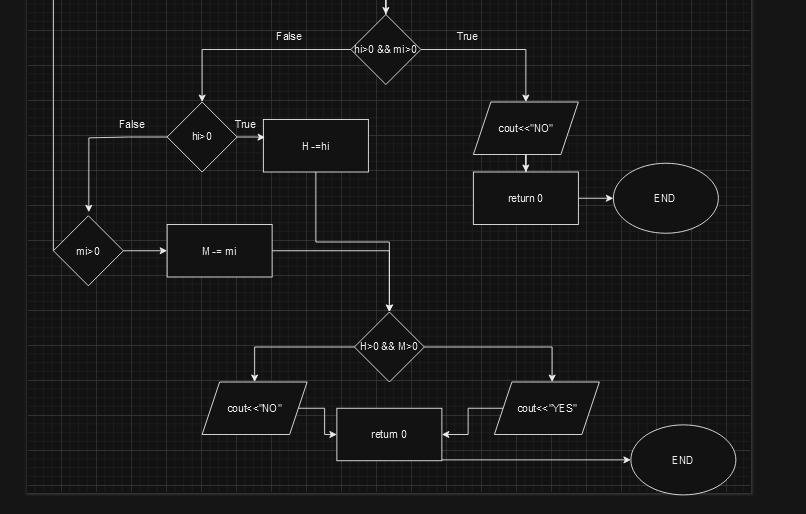 False
True
hi>0 && mi>0
False
True
hi>0
H -=hi
cout<<"NO"
return 0
END
mi>0
M -= mi
H>0 && M>0
cout<<"NO"
return 0
cout<<"YES"
END